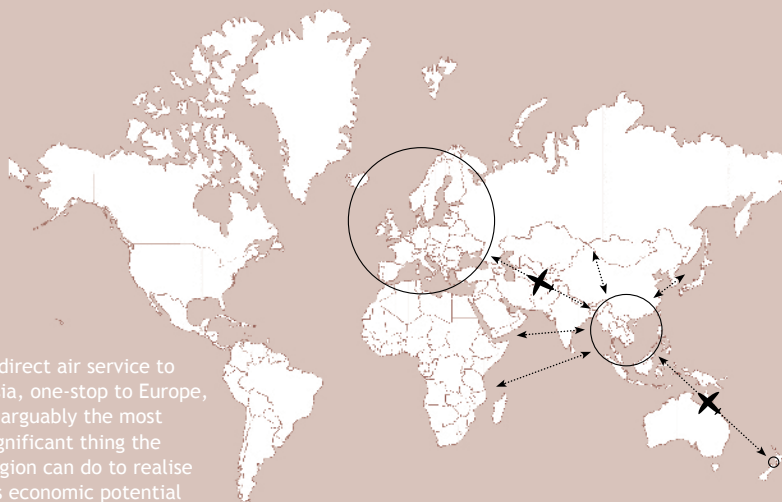 direct air service to
ia, one-stop to Europe,
arguably the most
gnificant thing the
gion can do to realise
s economic potential